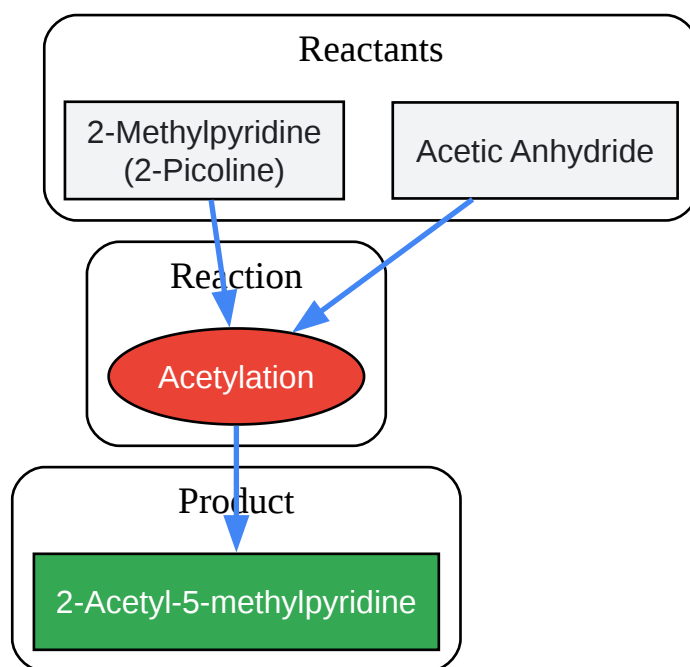 Reactants
2-Methylpyridine
(2-Picoline)
Acetic Anhydride
Reaction
Acetylation
Product
2-Acetyl-5-methylpyridine